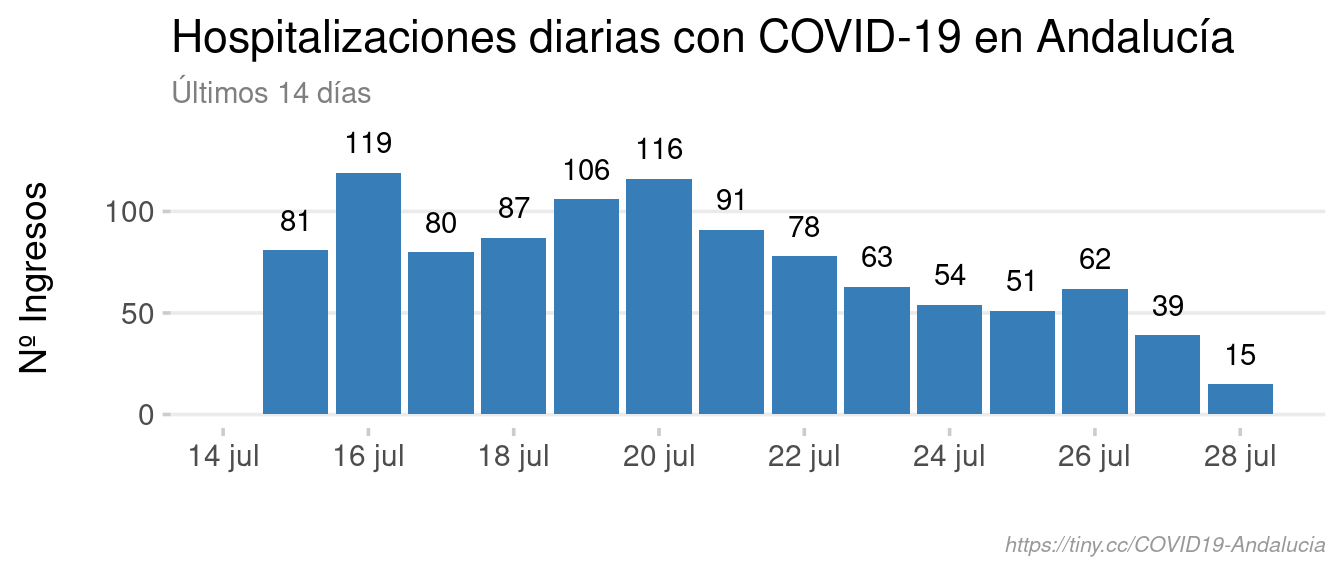 Hospitalizaciones diarias con COVID-19 en Andalucía
Últimos 14 días
Nº Ingresos
100
50
0
81
119
80
87
106
116
91
78
63
54
51
62
39
15
14 jul
16 jul
18 jul
20 jul
22 jul
24 jul
26 jul
28 jul
https://tiny.cc/COVID19-Andalucia